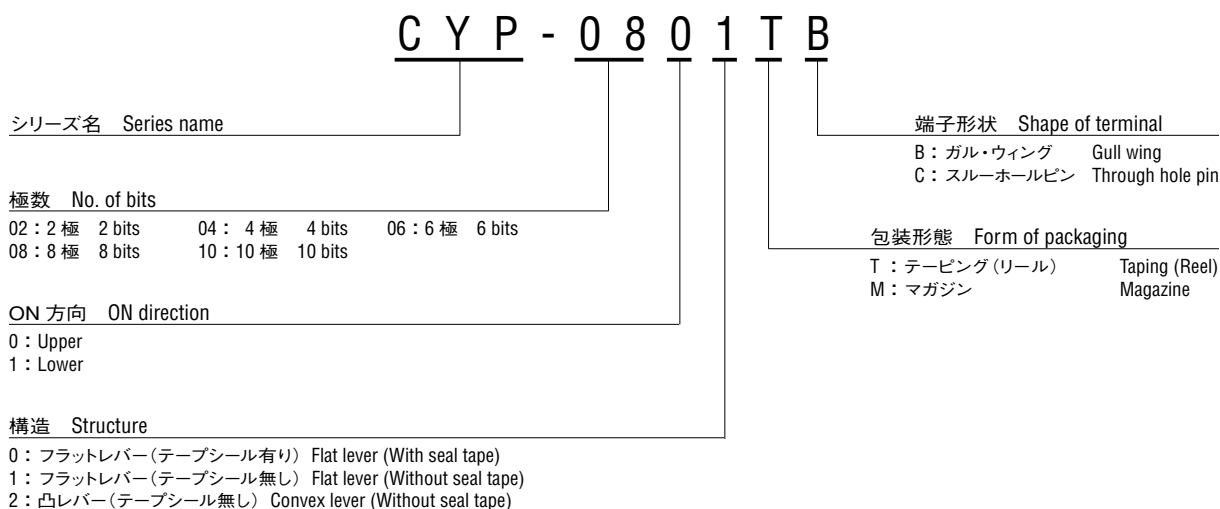 CYP-0801TB
シリーズ名 Series name
極数 No. of bits
02：2 極 2 bits 04： 4 極 4 bits 06：6 極 6 bits
08：8 極 8 bits 10：10 極 10 bits
ON 方向 ON direction
0：Upper
1：Lower
構造 Structure
0：フラットレバー（テープシール有り） Flat lever (With seal tape)
1：フラットレバー（テープシール無し） Flat lever (Without seal tape)
2：凸レバー（テープシール無し） Convex lever (Without seal tape)
端子形状 Shape of terminal
B：ガル・ウィング Gull wing
C：スルーホールピン Through hole pin
包装形態 Form of packaging
T：テーピング（リール） Taping (Reel)
M：マガジン Magazine